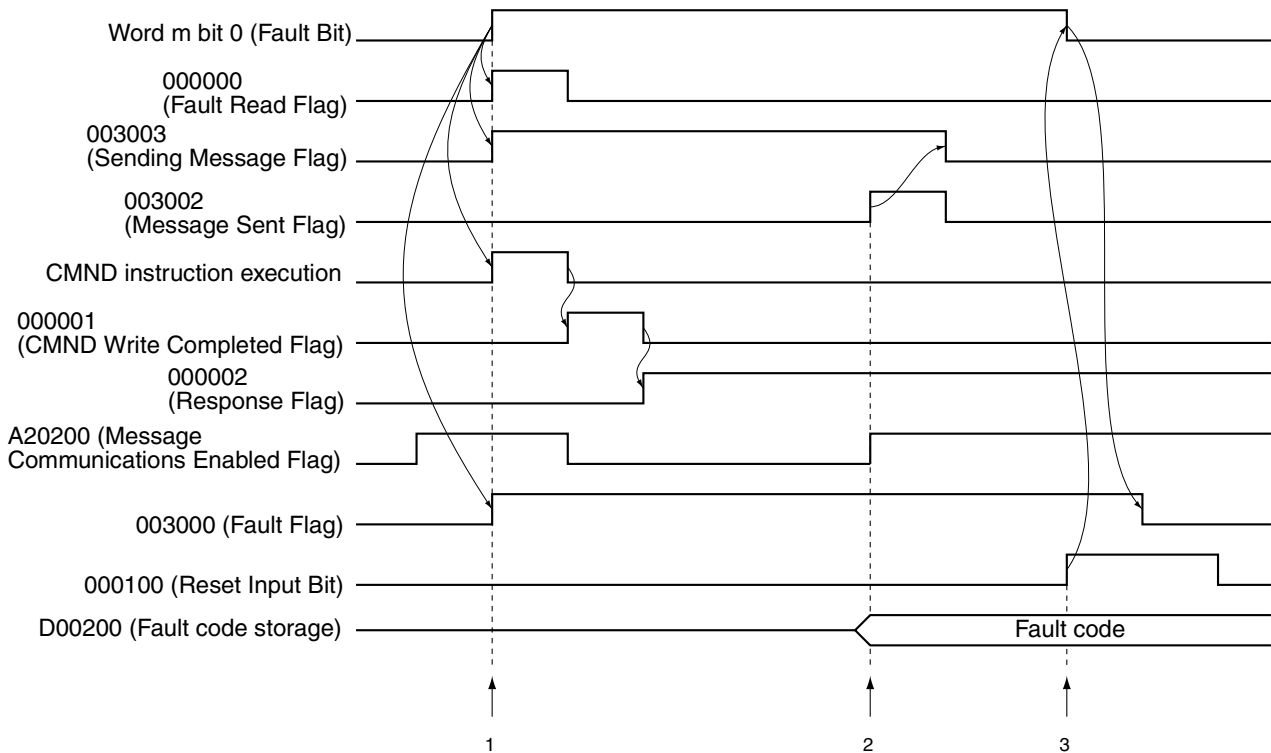 Word m bit 0 (Fault Bit)
000000
(Fault Read Flag)
003003
(Sending Message Flag)
003002
(Message Sent Flag)
CMND instruction execution
000001
(CMND Write Completed Flag)
000002
(Response Flag)
A20200 (Message
Communications Enabled Flag)
003000 (Fault Flag)
000100 (Reset Input Bit)
D00200 (Fault code storage)
Fault code
1
2
3